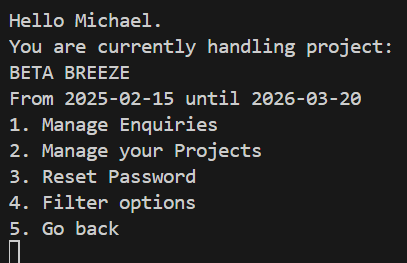 Hello Michael.
You are currently handling project:
BETA BREEZE
From 2025-02-15 until 2026-03-20
1. Manage Enquiries
2. Manage your Projects
3. Reset Password
4. Filter options
5. Go back